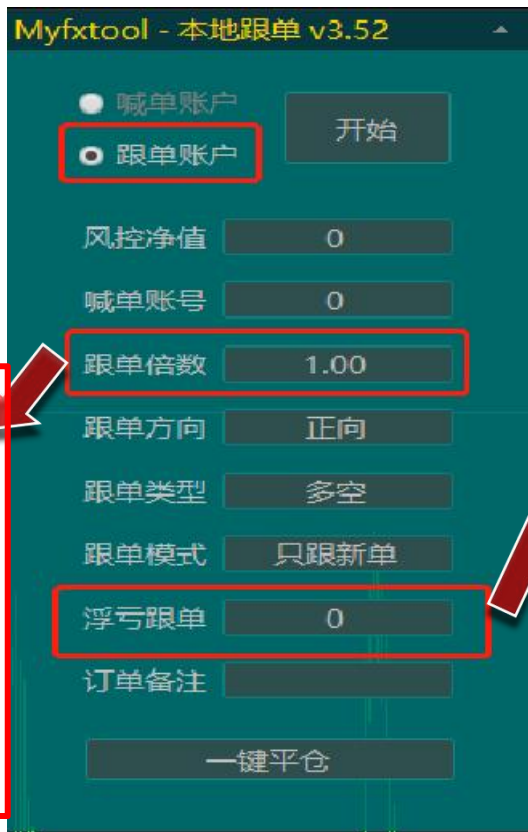 Myfxtool - 本地跟单 v3.52
喊单账户
开始
跟单账户
风控净值 0
喊单账号 0
跟单倍数 1.00
跟单方向 正向
跟单类型 多空
跟单模式 只跟新单
浮亏跟单 0
订单备注
一键平仓